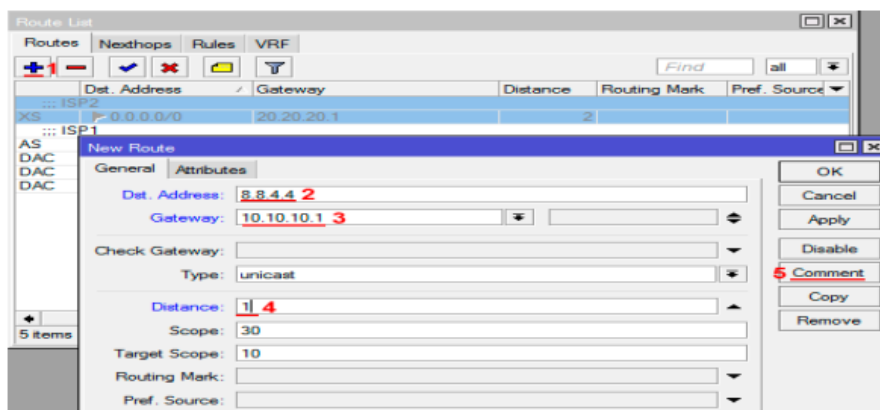 Route List
Routes Nexthops Rules VRF
1 Find all
Dst. Address / Gateway Distance Routing Mark Pref. Source
::: ISP2
XS 0.0.0.0/0 20.20.20.1 2
::: ISP1
AS
DAC
DAC
DAC
5 items
New Route
General Attributes
Dst. Address: 8.8.4.4 2
Gateway: 10.10.10.1 3
Check Gateway:
Type: unicast
Distance: 1 4
Scope: 30
Target Scope: 10
Routing Mark:
Pref. Source:
OK
Cancel
Apply
Disable
5 Comment
Copy
Remove